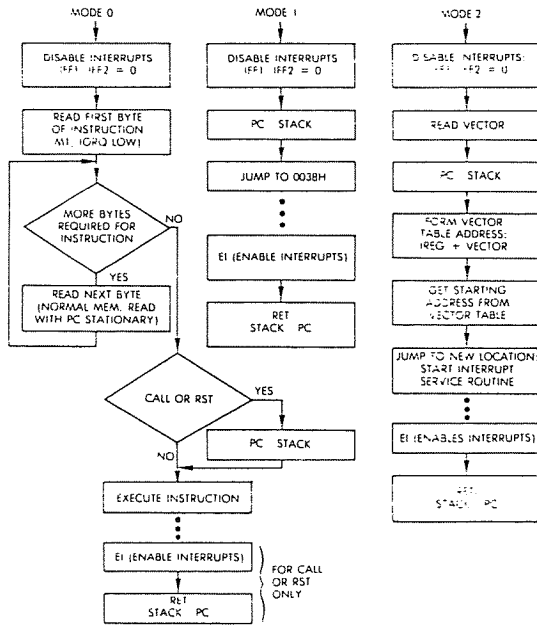 MODE 0
DISABLE INTERRUPTS
IFF1, IFF2 = 0
READ FIRST BYTE
OF INSTRUCTION
M1, IORQ LOW)
MORE BYTES
REQUIRED FOR
INSTRUCTION
NO
YES
READ NEXT BYTE
(NORMAL MEM. READ
WITH PC STATIONARY)
CALL OR RST
YES
PC STACK
NO
EXECUTE INSTRUCTION
EI (ENABLE INTERRUPTS)
RET
STACK PC
FOR CALL
OR RST
ONLY
MODE 1
DISABLE INTERRUPTS
IFF1 IFF2 = 0
PC STACK
JUMP TO 0038H
EI (ENABLE INTERRUPTS)
RET
STACK PC
MODE 2
DISABLE INTERRUPTS:
IFF1 IFF2 = 0
READ VECTOR
PC STACK
FORM VECTOR
TABLE ADDRESS:
IREG + VECTOR
GET STARTING
ADDRESS FROM
VECTOR TABLE
JUMP TO NEW LOCATION:
START INTERRUPT
SERVICE ROUTINE
EI (ENABLES INTERRUPTS)
RET
STACK PC